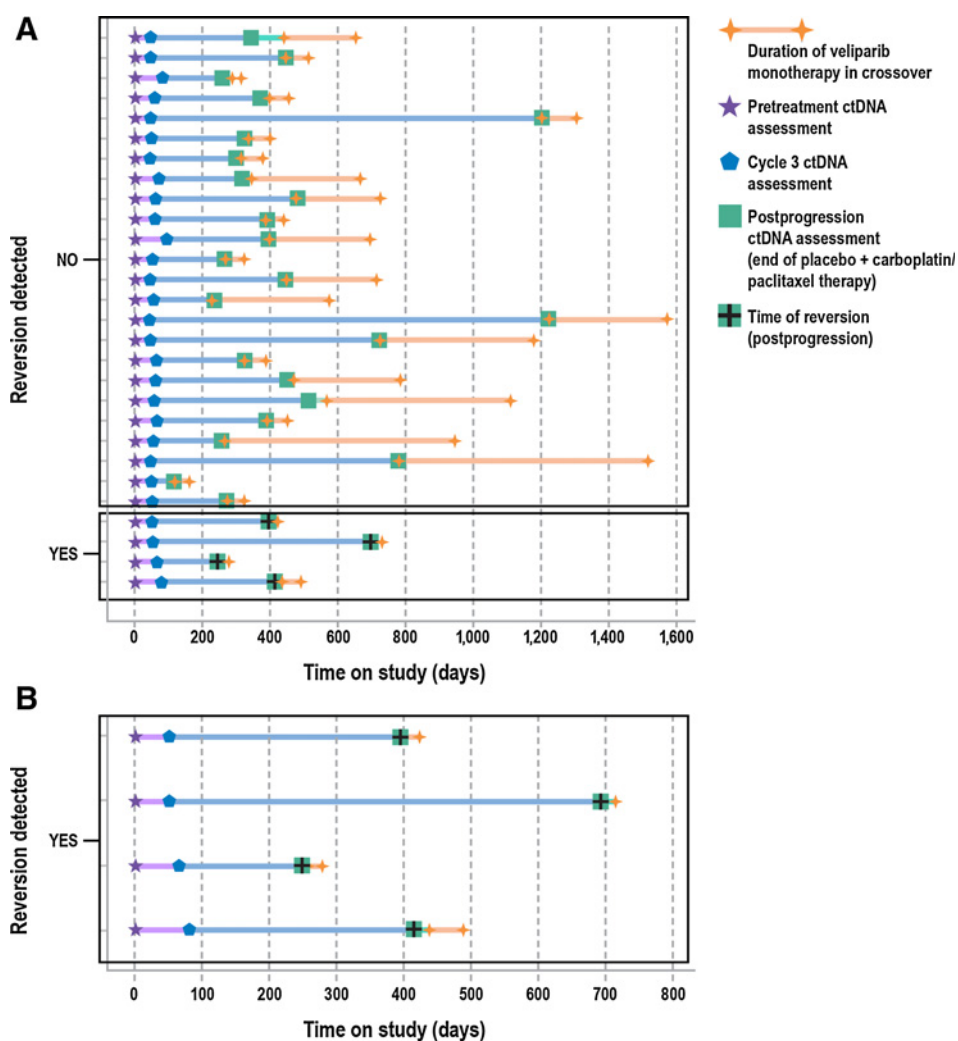 A
Reversion detected
NO
YES
0 200 400 600 800 1,000 1,200 1,400 1,600
Time on study (days)
Duration of veliparib
monotherapy in crossover
Pretreatment ctDNA
assessment
Cycle 3 ctDNA
assessment
Postprogression
ctDNA assessment
(end of placebo + carboplatin/
paclitaxel therapy)
Time of reversion
(postprogression)
B
Reversion detected
YES
0 100 200 300 400 500 600 700 800
Time on study (days)